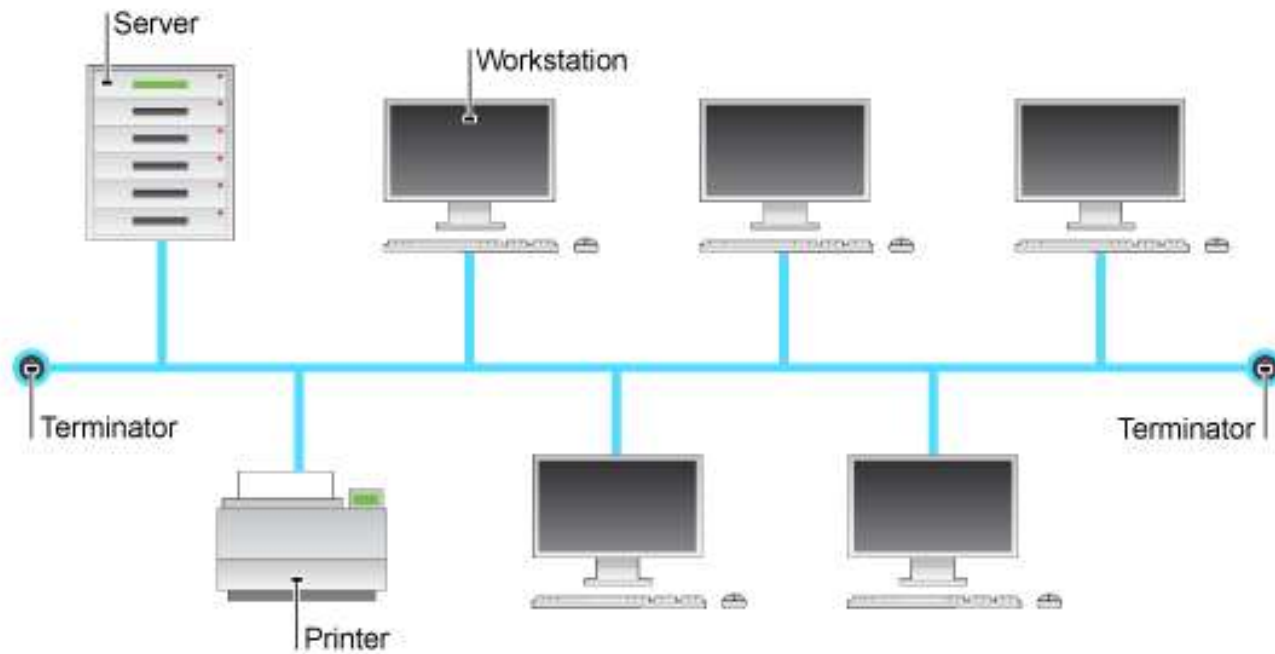 Server
Workstation
Terminator
Terminator
Printer